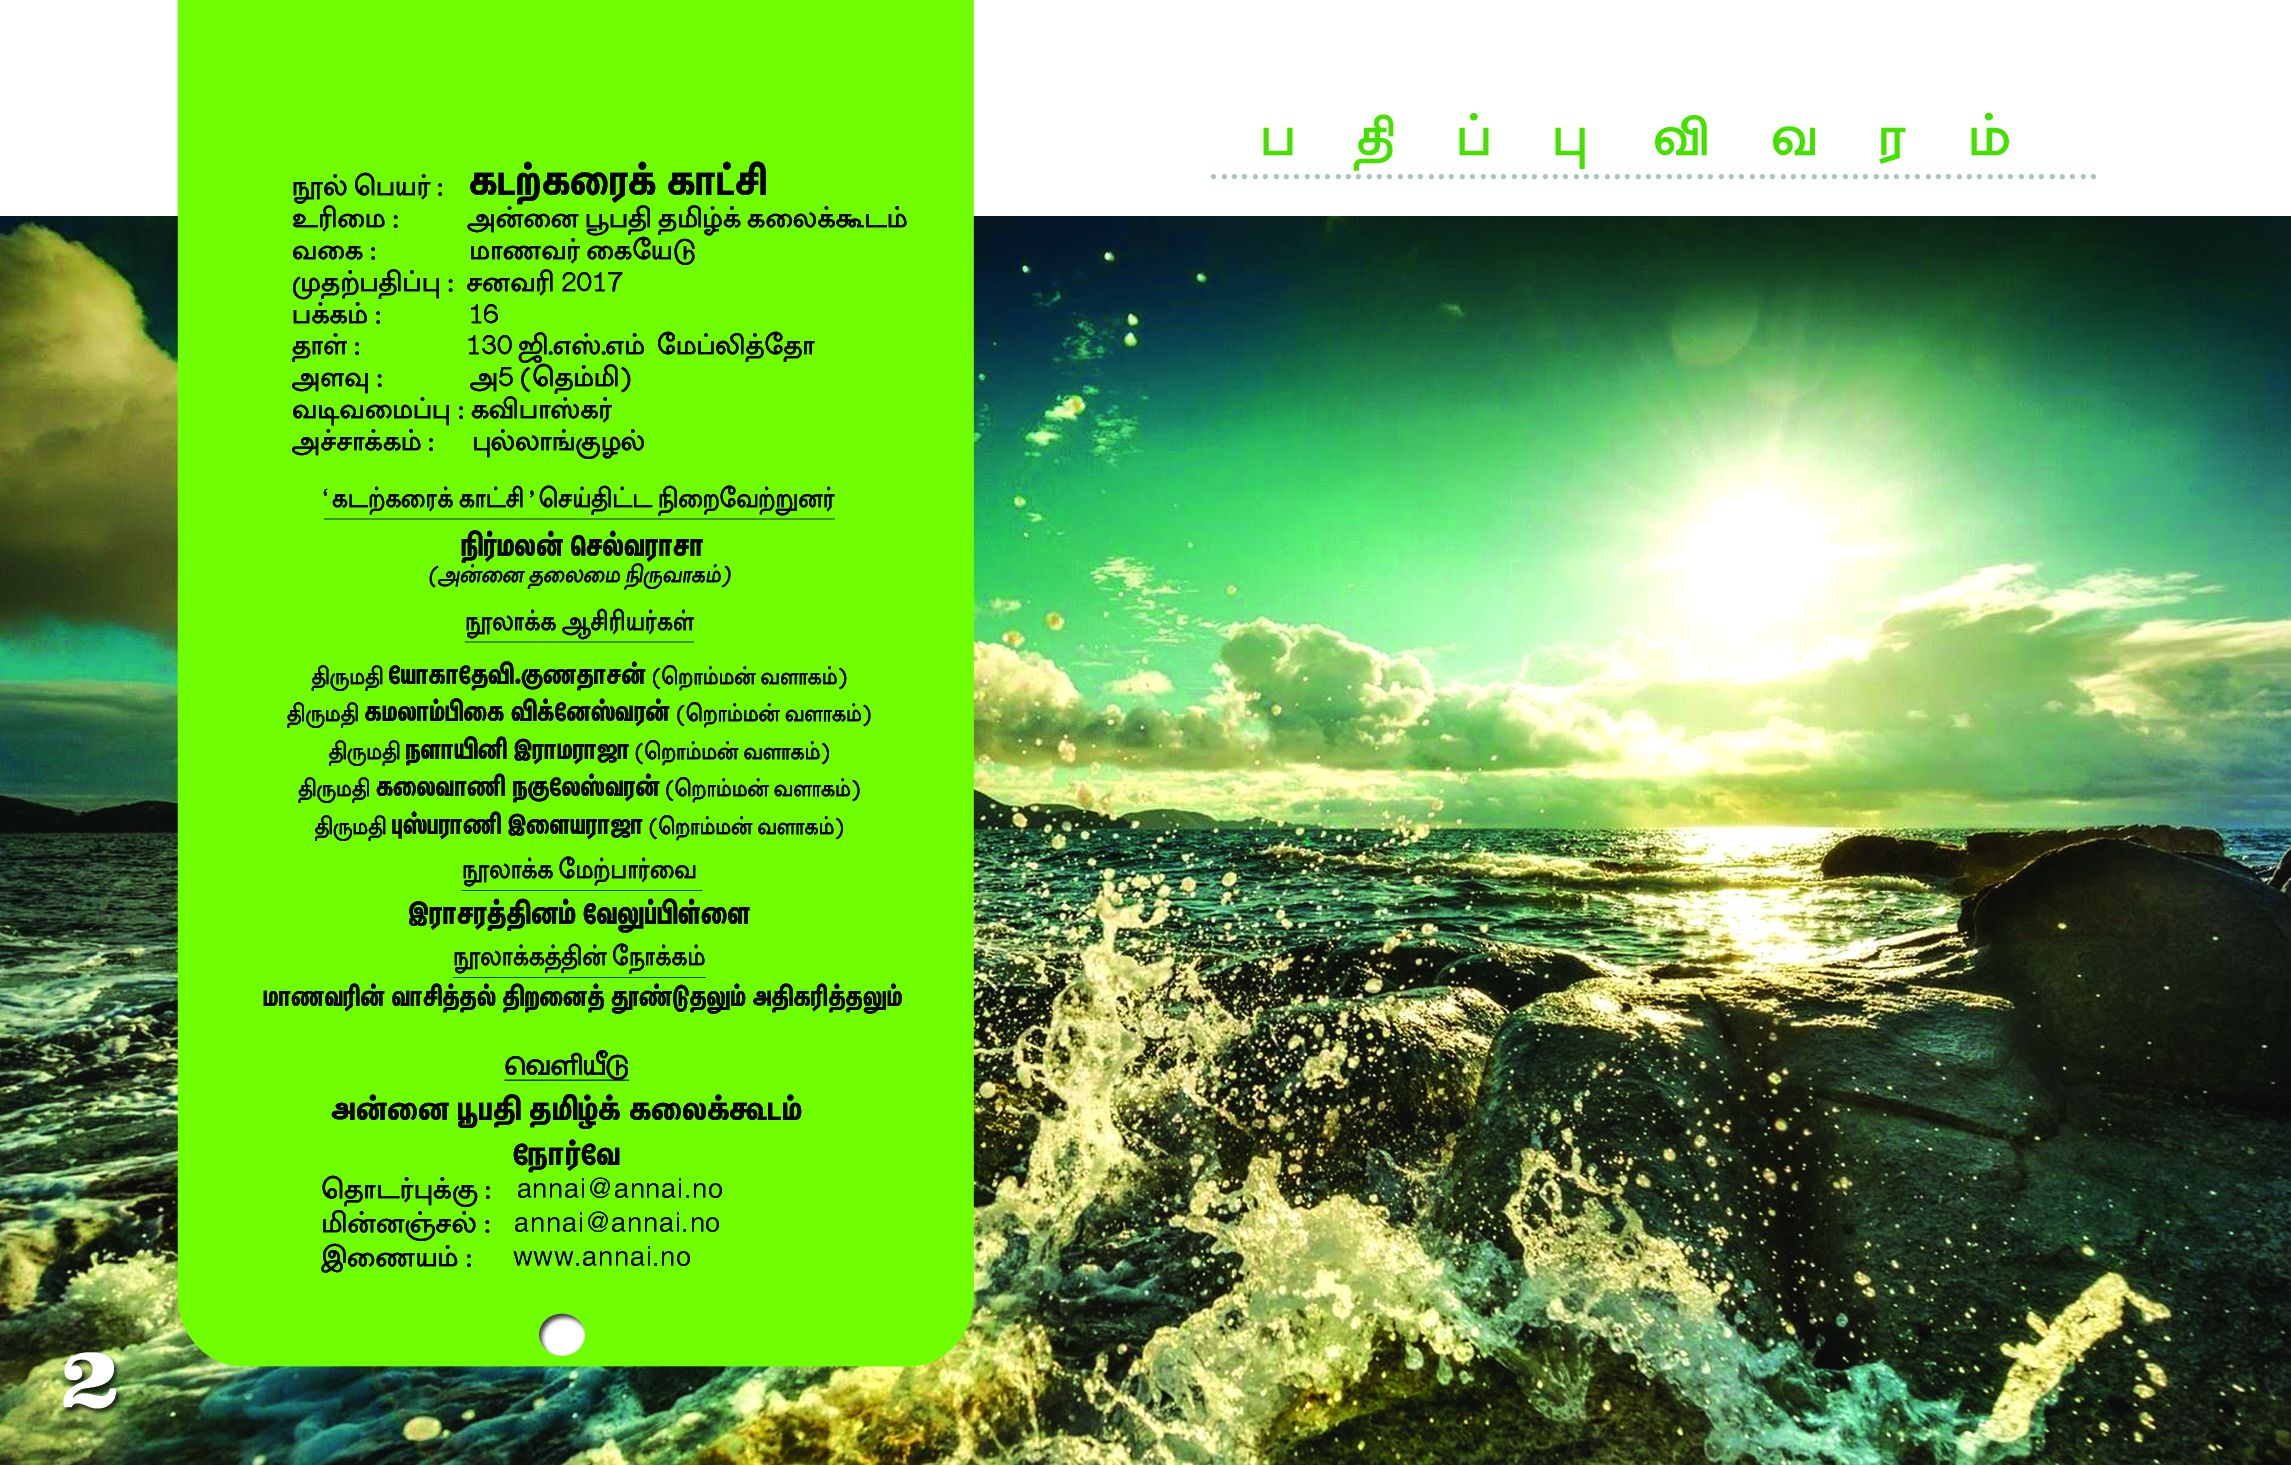 ப தி ப் பு வி வ ர ம்
நூல் பெயர் : கடற்கரைக் காட்சி
உரிமை : அன்னை பூபதி தமிழ்க் கலைக்கூடம்
வகை : மாணவர் கையேடு
முதற்பதிப்பு : சனவரி 2017
பக்கம் : 16
தாள் : 130 ஜி.எஸ்.எம் மேப்லித்தோ
அளவு : அ5 (தெம்மி)
வடிவமைப்பு : கவிபாஸ்கர்
அச்சாக்கம் : புல்லாங்குழல்
‘கடற்கரைக் காட்சி’ செய்திட்ட நிறைவேற்றுனர்
நிர்மலன் செல்வராசா
(அன்னை தலைமை நிருவாகம்)
நூலாக்க ஆசிரியர்கள்
திருமதி யோகாதேவி.குணதாசன் (றொம்மன் வளாகம்)
திருமதி கமலாம்பிகை விக்னேஸ்வரன் (றொம்மன் வளாகம்)
திருமதி நளாயினி இராமராஜா (றொம்மன் வளாகம்)
திருமதி கலைவாணி நகுலேஸ்வரன் (றொம்மன் வளாகம்)
திருமதி புஸ்பராணி இளையராஜா (றொம்மன் வளாகம்)
நூலாக்க மேற்பார்வை
இராசரத்தினம் வேலுப்பிள்ளை
நூலாக்கத்தின் நோக்கம்
மாணவரின் வாசித்தல் திறனைத் தூண்டுதலும் அதிகரித்தலும்
வெளியீடு
அன்னை பூபதி தமிழ்க் கலைக்கூடம்
நோர்வே
தொடர்புக்கு : annai@annai.no
மின்னஞ்சல் : annai@annai.no
இணையம் : www.annai.no
2